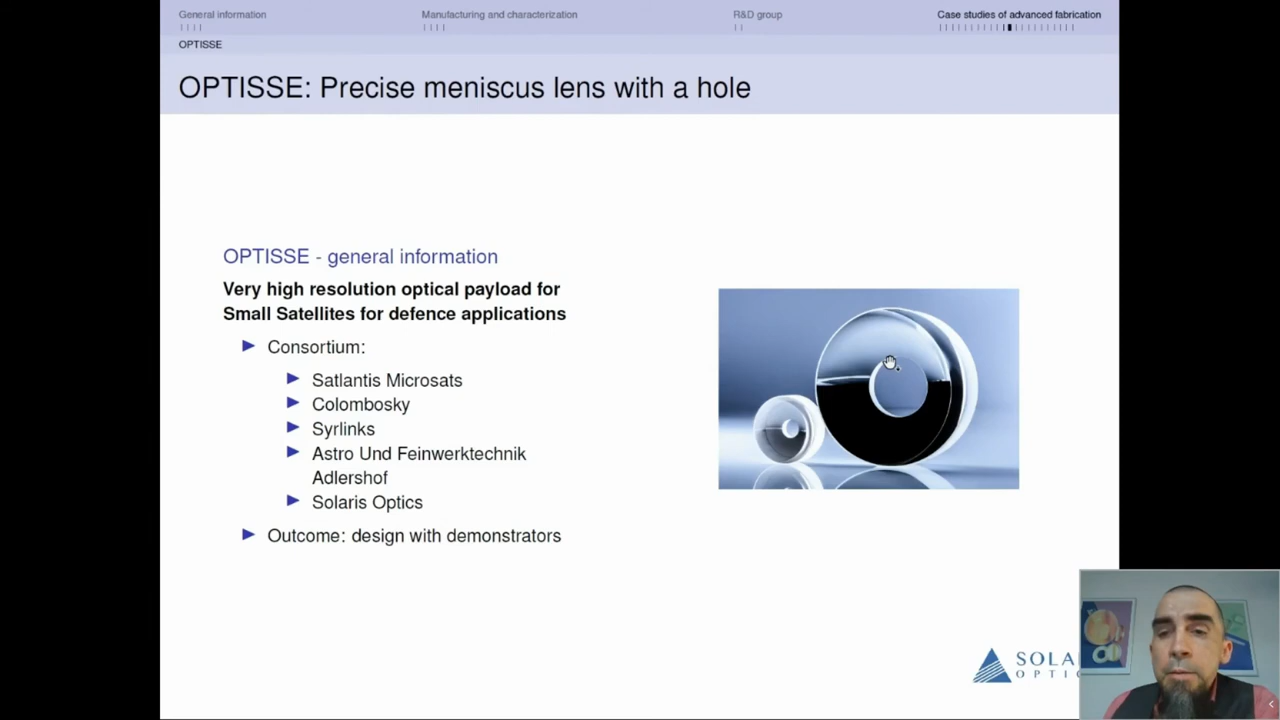 General information Manufacturing and characterization R&D group Case studies of advanced fabrication
OPTISSE
OPTISSE: Precise meniscus lens with a hole
OPTISSE - general information
Very high resolution optical payload for
Small Satellites for defence applications
Consortium:
Satlantis Microsats
Colombosky
Syrlinks
Astro Und Feinwerktechnik
Adlershof
Solaris Optics
Outcome: design with demonstrators
SOLA
OPTIC